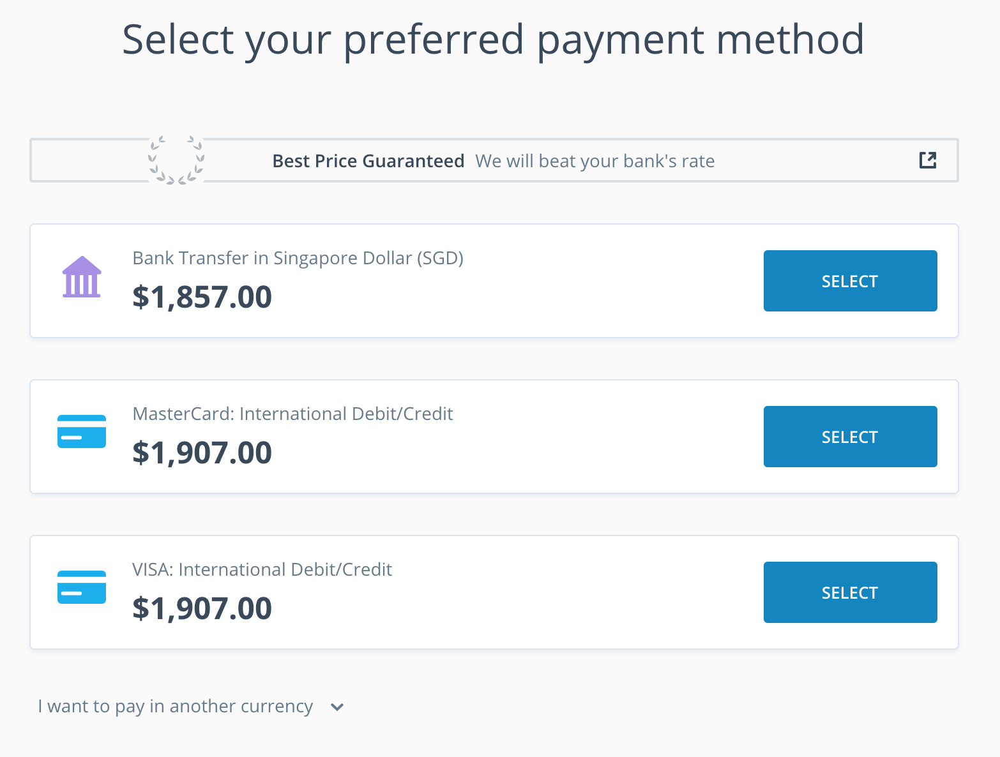 Select your preferred payment method
Best Price Guaranteed We will beat your bank's rate
Bank Transfer in Singapore Dollar (SGD)
$1,857.00
SELECT
MasterCard: International Debit/Credit
$1,907.00
SELECT
VISA: International Debit/Credit
$1,907.00
SELECT
I want to pay in another currency